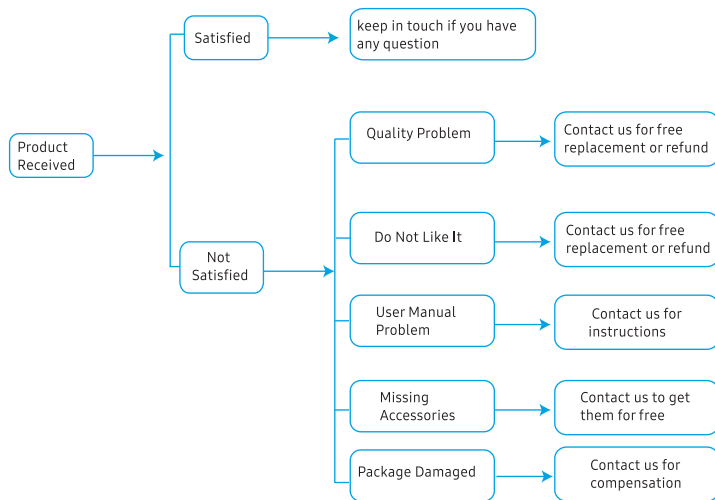 Product
Received
Satisfied
keep in touch if you have
any question
Not
Satisfied
Quality Problem
Contact us for free
replacement or refund
Do Not Like It
Contact us for free
replacement or refund
User Manual
Problem
Contact us for
instructions
Missing
Accessories
Contact us to get
them for free
Package Damaged
Contact us for
compensation